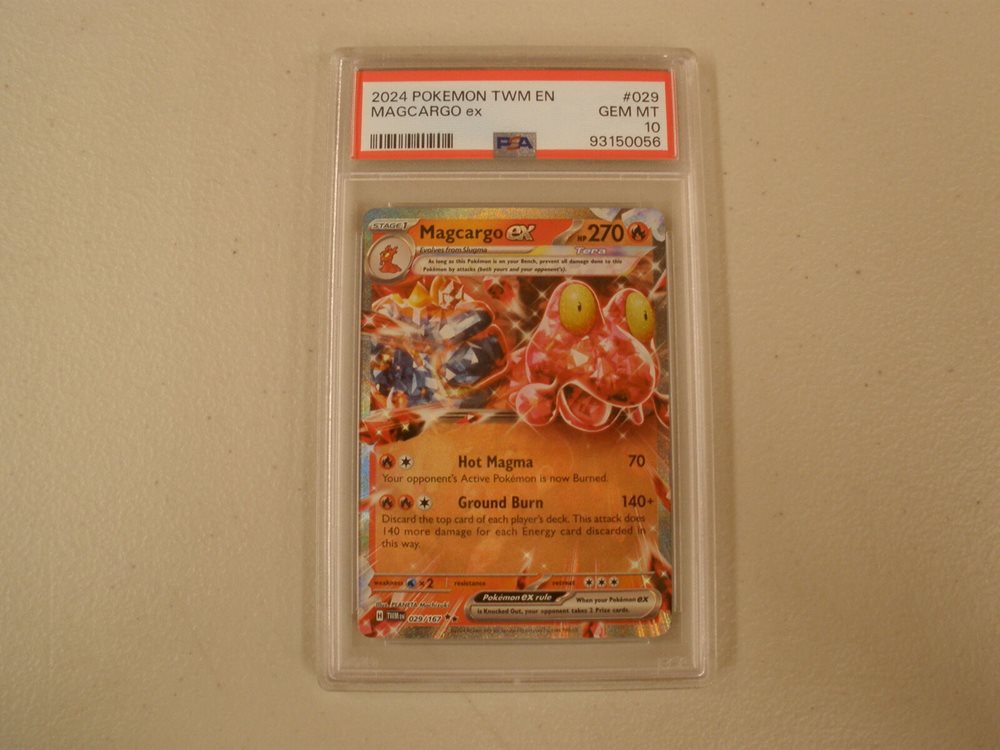 2024 POKEMON TWM EN #029
MAGCARGO ex GEM MT
10
PSA 93150056
STAGE 1 Magcargo ex HP 270
Evolves from Slugma Tera
As long as this Pokémon is on your Bench, prevent all damage done to this
Pokémon by attacks (both yours and your opponent's).
Hot Magma 70
Your opponent's Active Pokémon is now Burned.
Ground Burn 140+
Discard the top card of each player's deck. This attack does
140 more damage for each Energy card discarded in
this way.
weakness ×2 resistance retreat
Pokémon ex rule When your Pokémon ex
is Knocked Out, your opponent takes 2 Prize cards.
Illus. PLANETA Mochizuki
H TWM EN 029/167